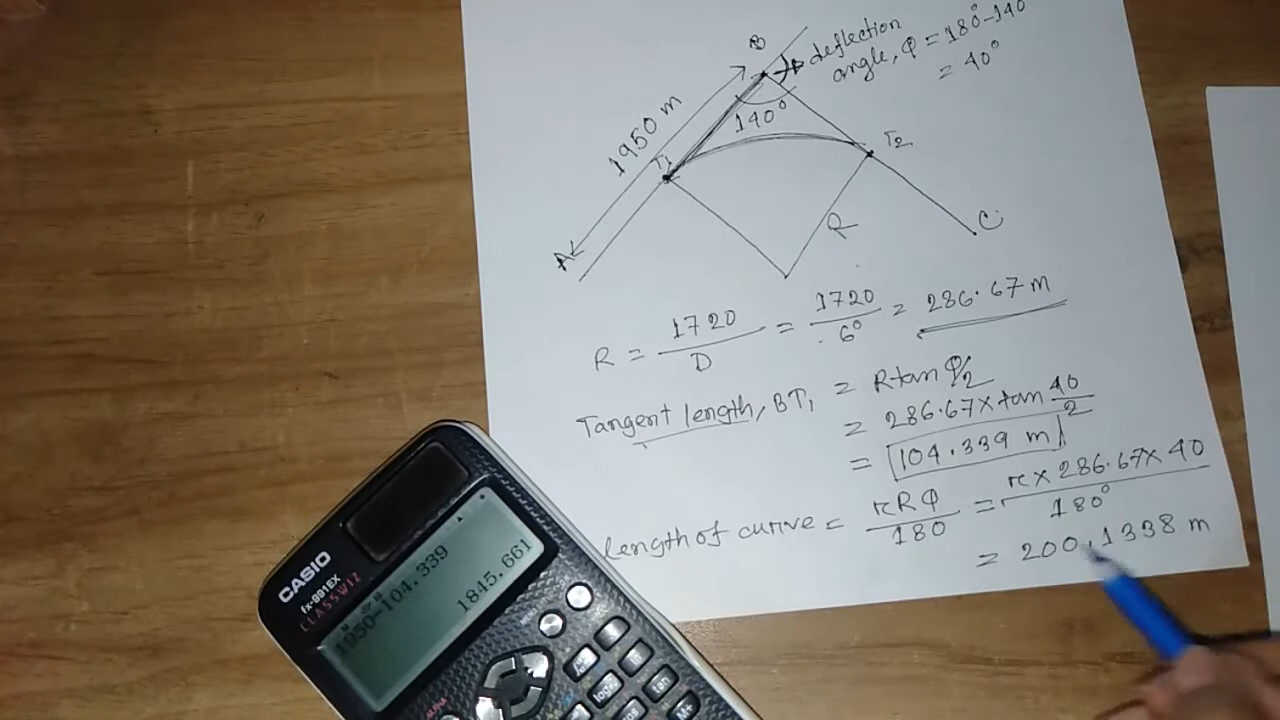 B
deflection
angle, φ = 180°-140
= 40°
1950 m
140°
T1
T2
A
R
C
R = 1720 / D = 1720 / 6° = 286.67 m
Tangent length, BT1 = Rtan φ/2
= 286.67 x tan 40/2
= 104.339 m
length of curve = πRφ / 180 = π x 286.67 x 40 / 180°
= 200.1338 m
CASIO
fx-991EX
CLASSWIZ
1950-104.339
1845.661